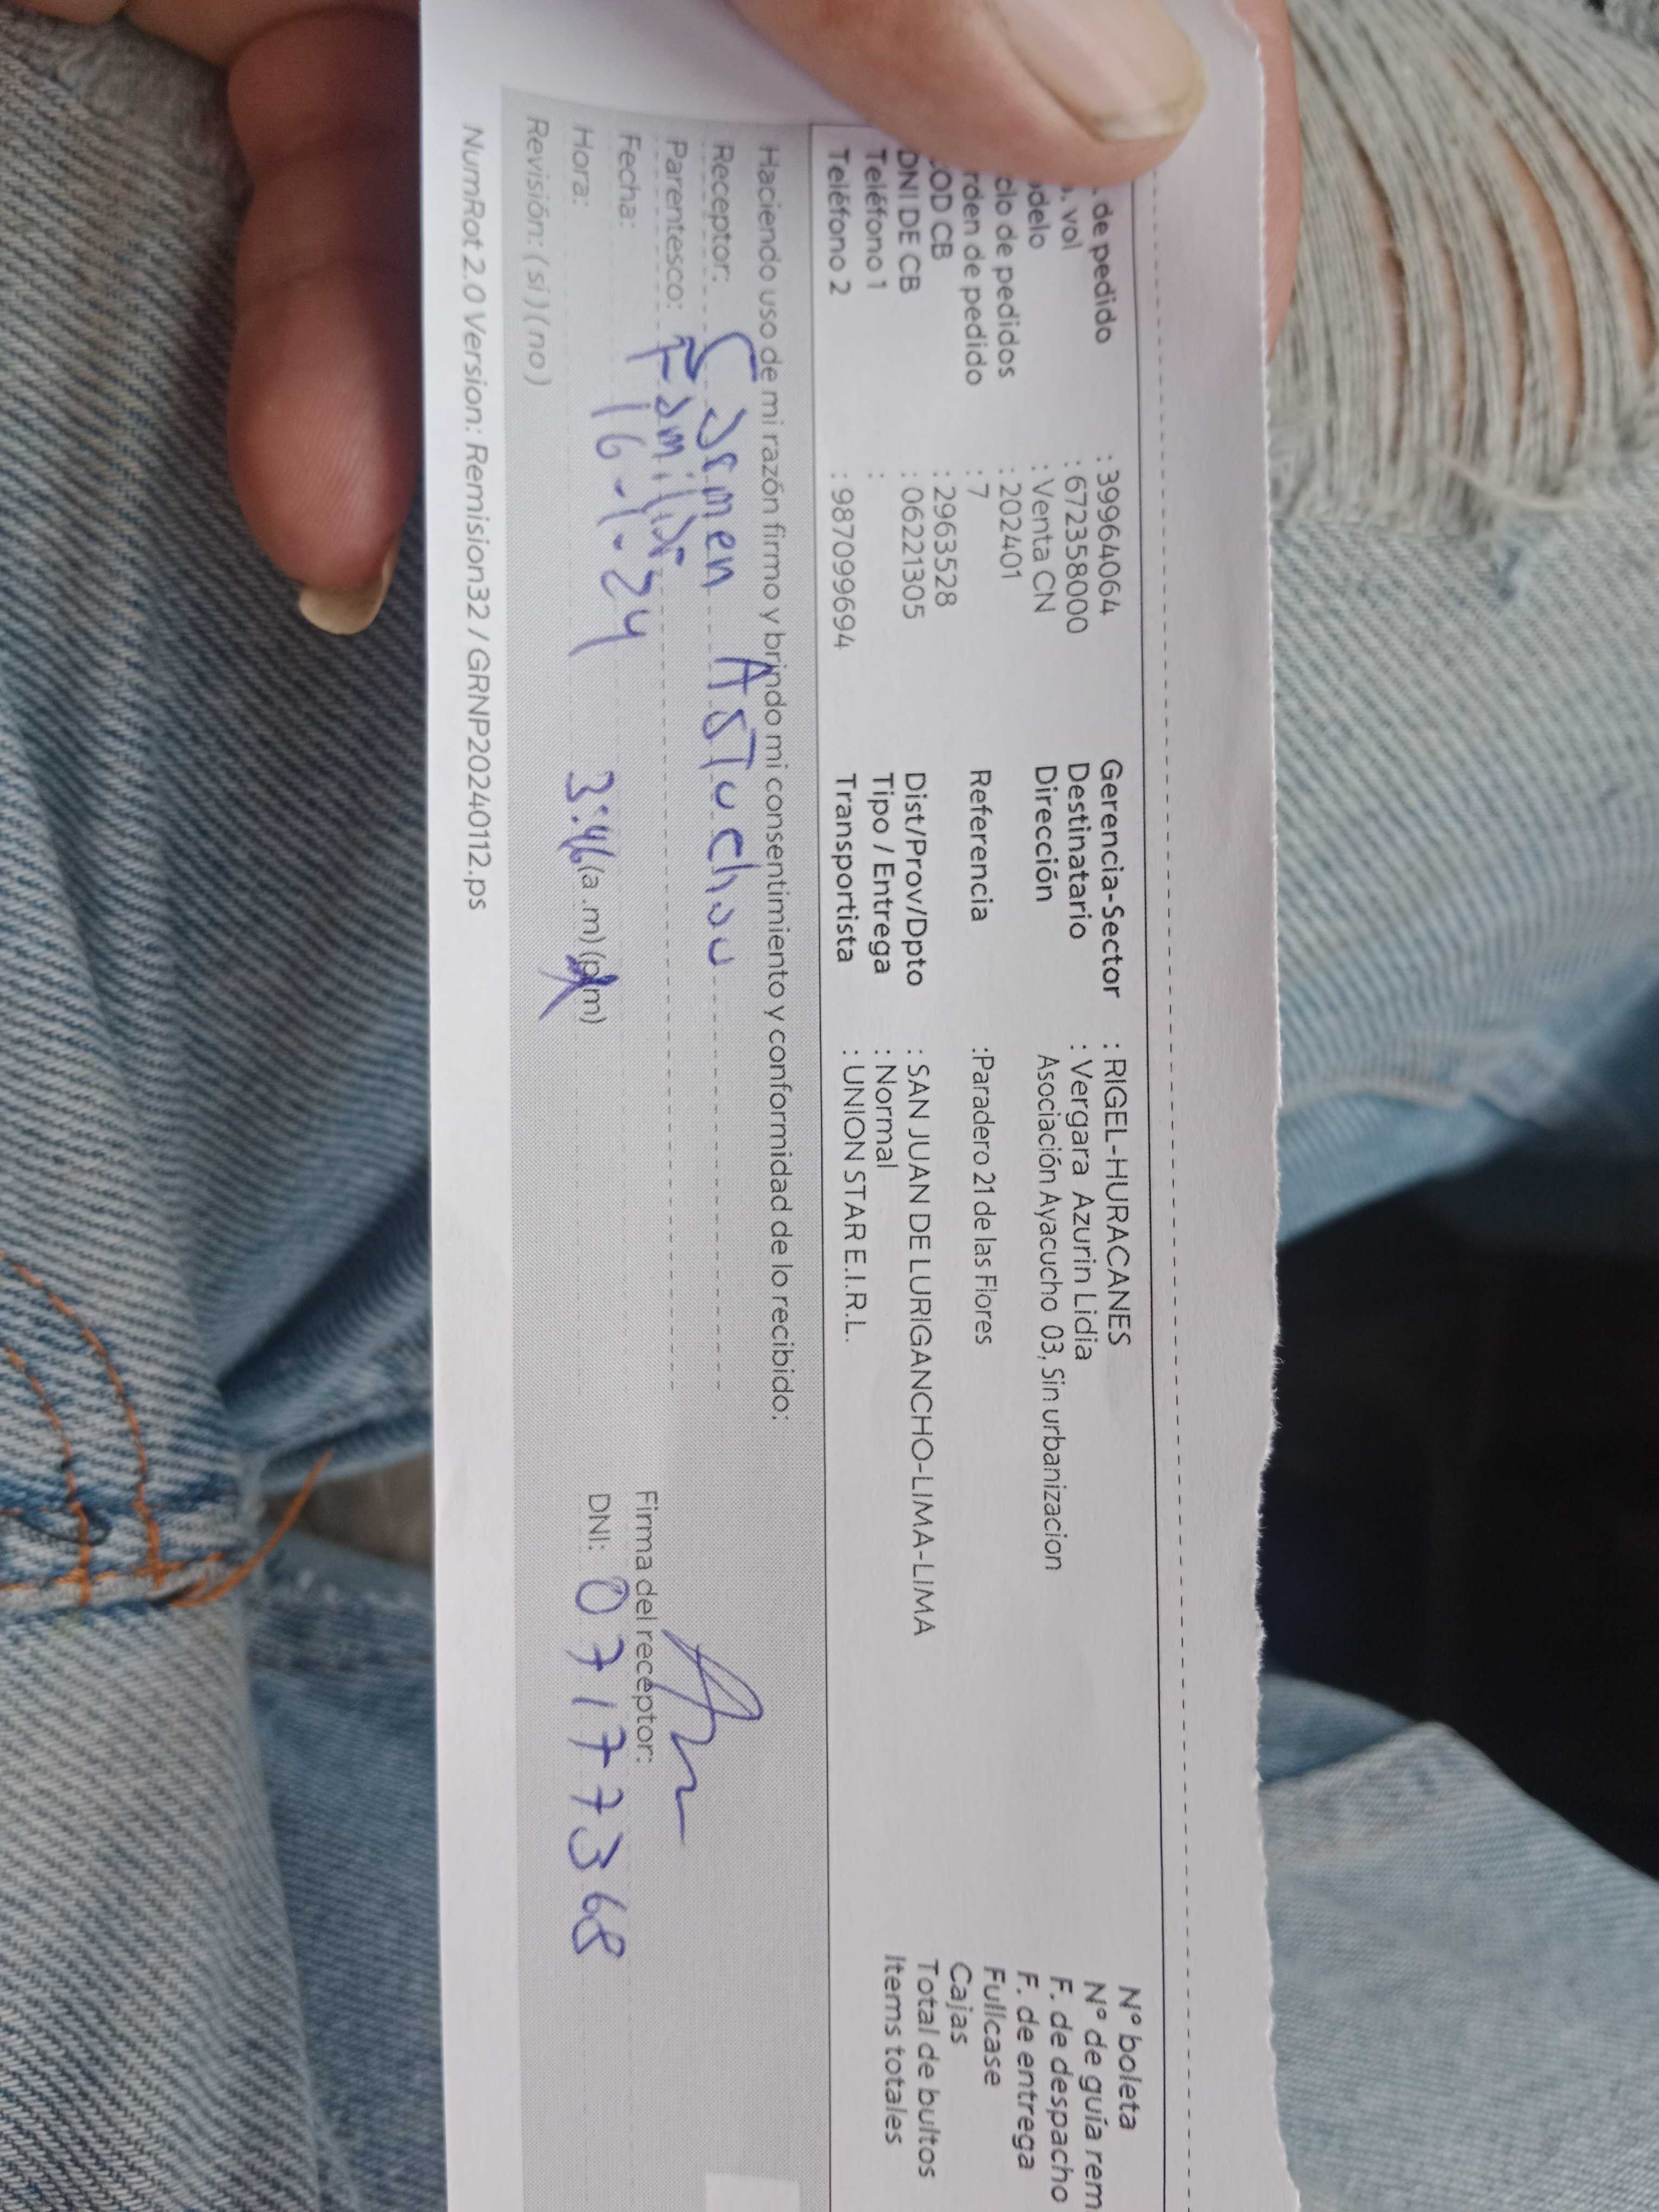 . de pedido : 39964064
. vol : 672358000
delo : Venta CN
clo de pedidos : 202401
rden de pedido : 7
COD CB : 2963528
DNI DE CB : 06221305
Teléfono 1 :
Teléfono 2 : 987099694
Gerencia-Sector : RIGEL-HURACANES
Destinatario : Vergara Azurin Lidia
Dirección Asociación Ayacucho 03, Sin urbanizacion
Referencia :Paradero 21 de las Flores
Dist/Prov/Dpto : SAN JUAN DE LURIGANCHO-LIMA-LIMA
Tipo / Entrega : Normal
Transportista : UNION STAR E.I.R.L.
N° boleta
N° de guía rem
F. de despacho
F. de entrega
Fullcase
Cajas
Total de bultos
Items totales
Haciendo uso de mi razón firmo y brindo mi consentimiento y conformidad de lo recibido:
Receptor: Carmen Astuchau
Parentesco: Familiar
Fecha: 16-1-24
Hora: 3:46 (a.m) (p.m)
Revisión: (si) (no)
Firma del receptor:
DNI: 07177368
NumRot 2.0 Version: Remision32 / GRNP20240112.ps